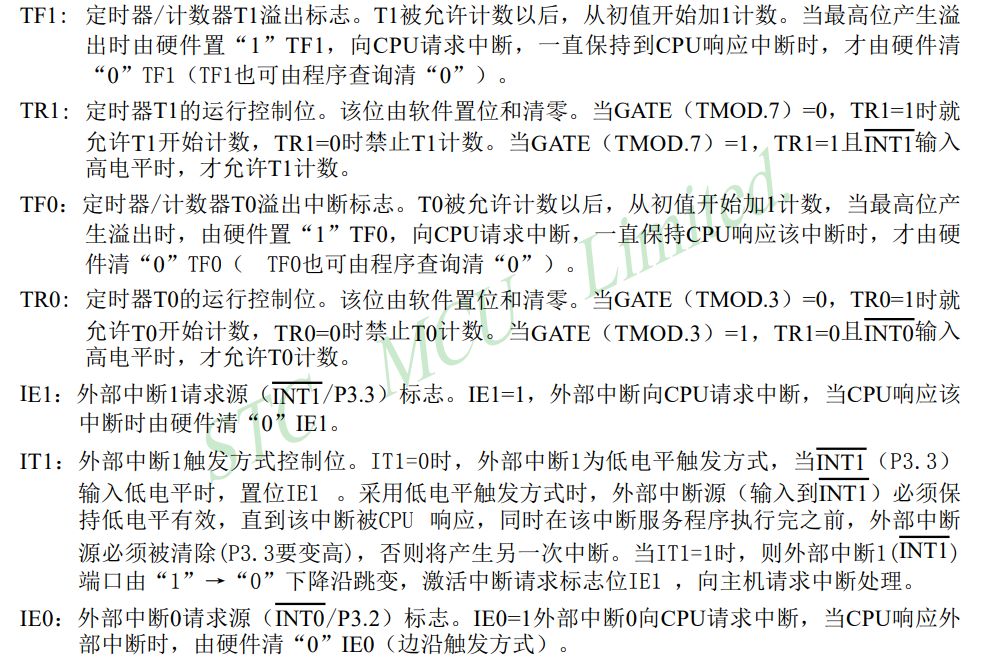 TF1: 定时器/计数器T1溢出标志。T1被允许计数以后，从初值开始加1计数。当最高位产生溢
出时由硬件置“1”TF1，向CPU请求中断，一直保持到CPU响应中断时，才由硬件清
“0”TF1（TF1也可由程序查询清“0”）。
TR1: 定时器T1的运行控制位。该位由软件置位和清零。当GATE（TMOD.7）=0，TR1=1时就
允许T1开始计数，TR1=0时禁止T1计数。当GATE（TMOD.7）=1，TR1=1且INT1输入
高电平时，才允许T1计数。
TF0: 定时器/计数器T0溢出中断标志。T0被允许计数以后，从初值开始加1计数，当最高位产
生溢出时，由硬件置“1”TF0，向CPU请求中断，一直保持CPU响应该中断时，才由硬
件清“0”TF0（ TF0也可由程序查询清“0”）。
TR0: 定时器T0的运行控制位。该位由软件置位和清零。当GATE（TMOD.3）=0，TR0=1时就
允许T0开始计数，TR0=0时禁止T0计数。当GATE（TMOD.3）=1，TR1=0且INT0输入
高电平时，才允许T0计数。
IE1: 外部中断1请求源（INT1/P3.3）标志。IE1=1，外部中断向CPU请求中断，当CPU响应该
中断时由硬件清“0”IE1。
IT1: 外部中断1触发方式控制位。IT1=0时，外部中断1为低电平触发方式，当INT1（P3.3）
输入低电平时，置位IE1 。采用低电平触发方式时，外部中断源（输入到INT1）必须保
持低电平有效，直到该中断被CPU 响应，同时在该中断服务程序执行完之前，外部中断
源必须被清除(P3.3要变高)，否则将产生另一次中断。当IT1=1时，则外部中断1(INT1)
端口由“1”→“0”下降沿跳变，激活中断请求标志位IE1 ，向主机请求中断处理。
IE0: 外部中断0请求源（INT0/P3.2）标志。IE0=1外部中断0向CPU请求中断，当CPU响应外
部中断时，由硬件清“0”IE0（边沿触发方式）。
STC MCU Limited.